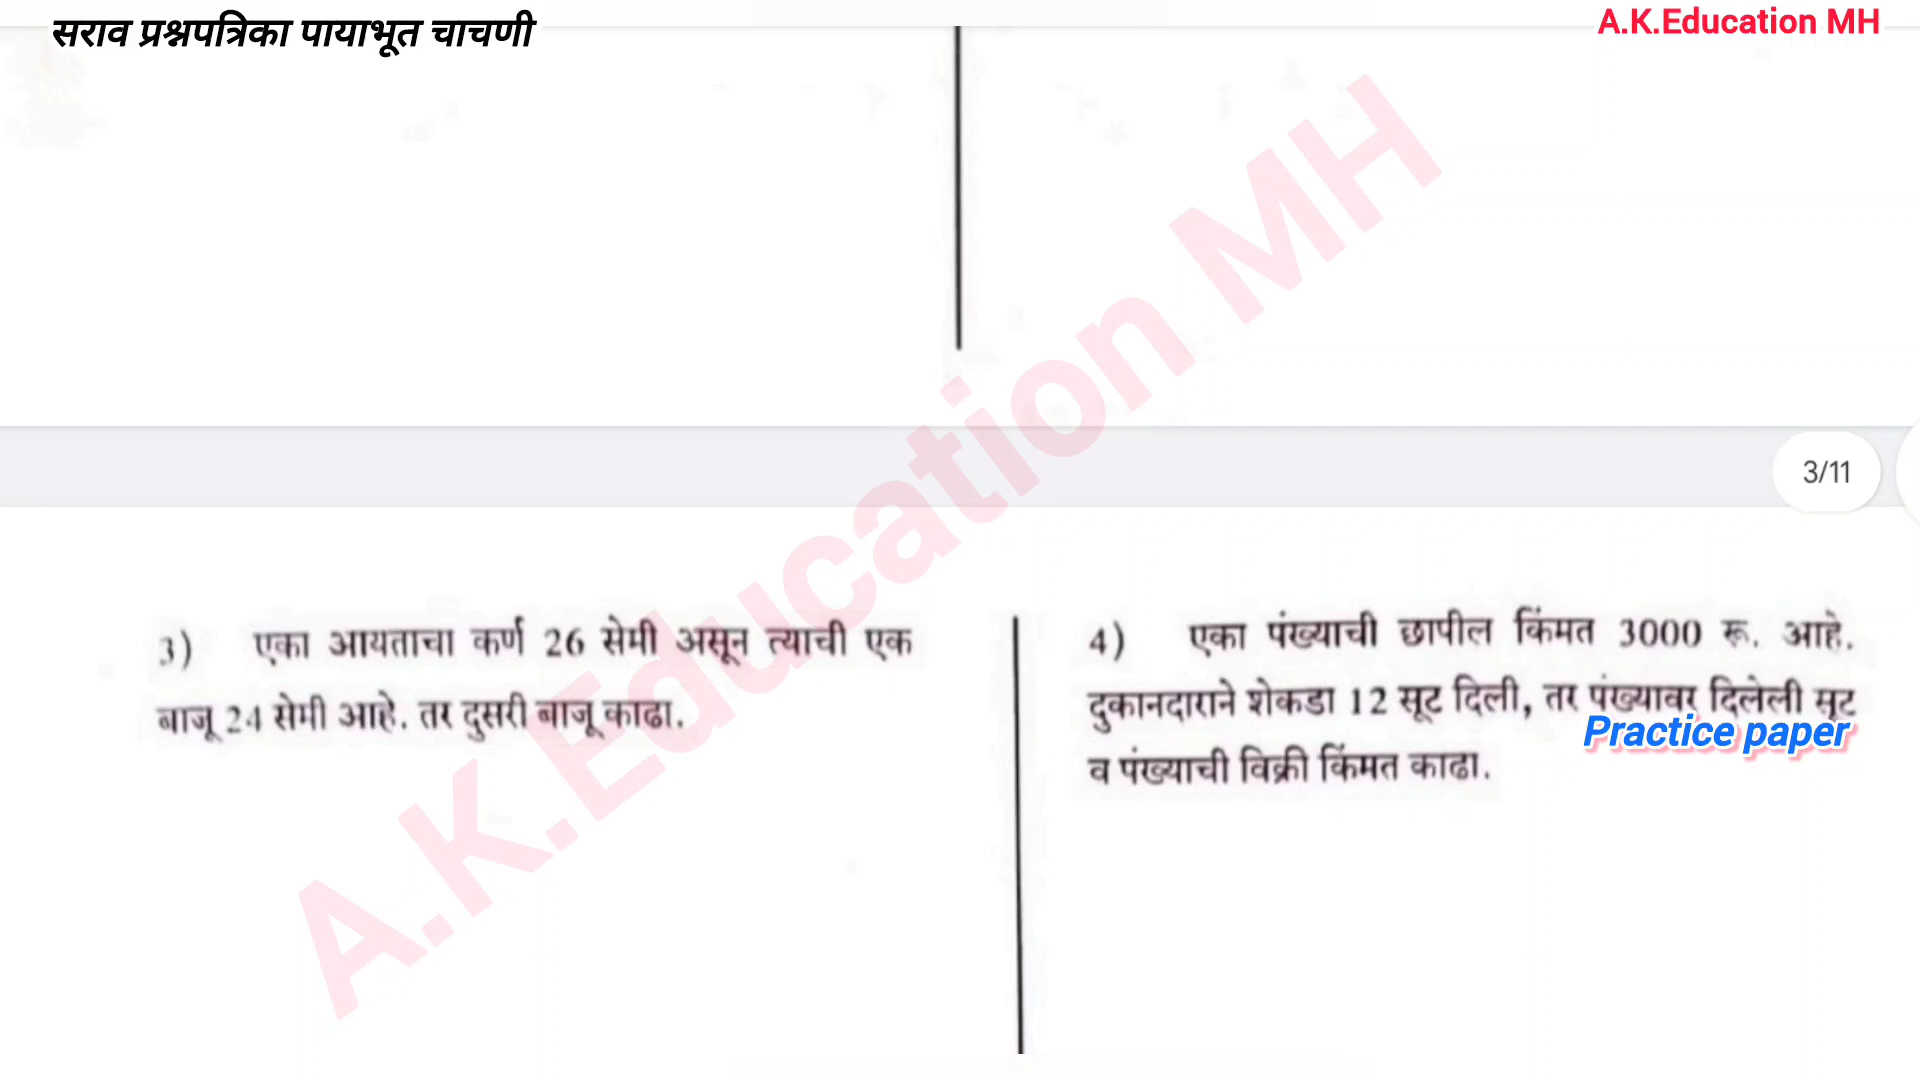 सराव प्रश्नपत्रिका पायाभूत चाचणी
A.K.Education MH
A.K.Education MH
3/11
3) एका आयताचा कर्ण 26 सेमी असून त्याची एक
बाजू 24 सेमी आहे. तर दुसरी बाजू काढा.
4) एका पंख्याची छापील किंमत 3000 रू. आहे.
दुकानदाराने शेकडा 12 सूट दिली, तर पंख्यावर दिलेली सूट
व पंख्याची विक्री किंमत काढा.
Practice paper